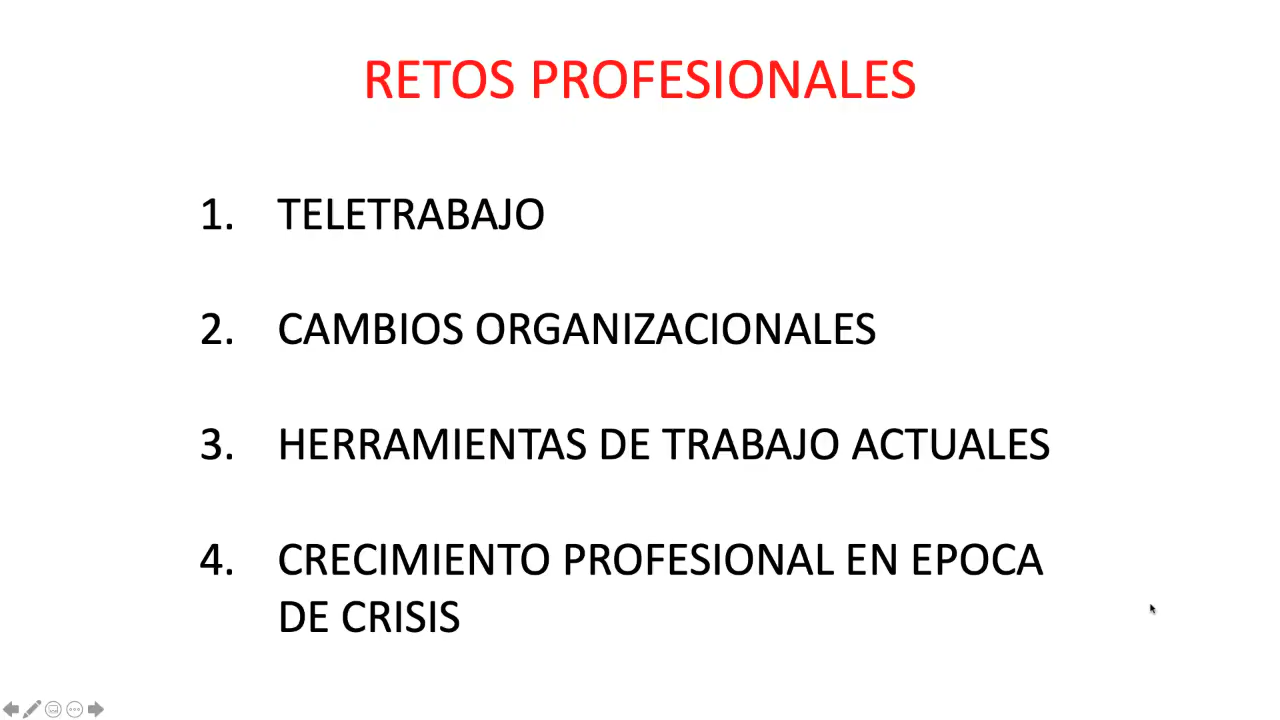 RETOS PROFESIONALES
1. TELETRABAJO
2. CAMBIOS ORGANIZACIONALES
3. HERRAMIENTAS DE TRABAJO ACTUALES
4. CRECIMIENTO PROFESIONAL EN EPOCA
DE CRISIS